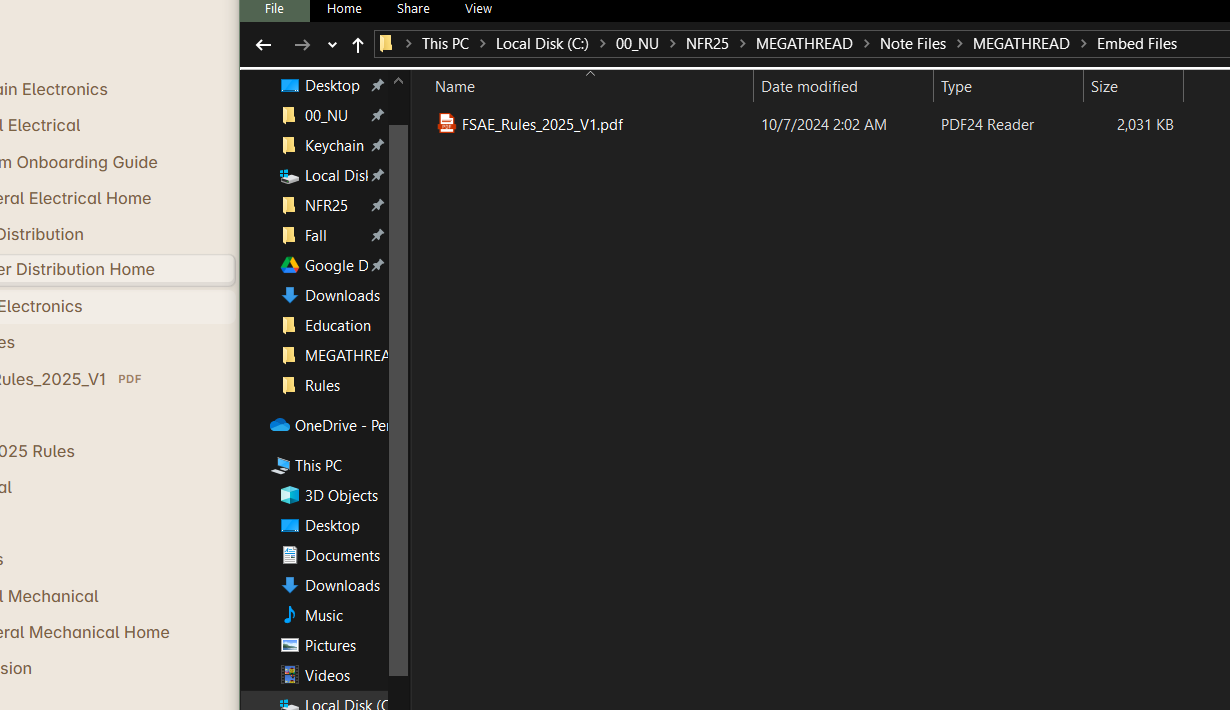 File Home Share View
This PC > Local Disk (C:) > 00_NU > NFR25 > MEGATHREAD > Note Files > MEGATHREAD > Embed Files
Name Date modified Type Size
FSAE_Rules_2025_V1.pdf 10/7/2024 2:02 AM PDF24 Reader 2,031 KB
Desktop
00_NU
Keychain
Local Disk
NFR25
Fall
Google D
Downloads
Education
MEGATHREA
Rules
OneDrive - Per
This PC
3D Objects
Desktop
Documents
Downloads
Music
Pictures
Videos
Local Disk (C
ain Electronics
l Electrical
m Onboarding Guide
eral Electrical Home
Distribution
er Distribution Home
Electronics
es
Rules_2025_V1 PDF
025 Rules
al
s
l Mechanical
eral Mechanical Home
sion